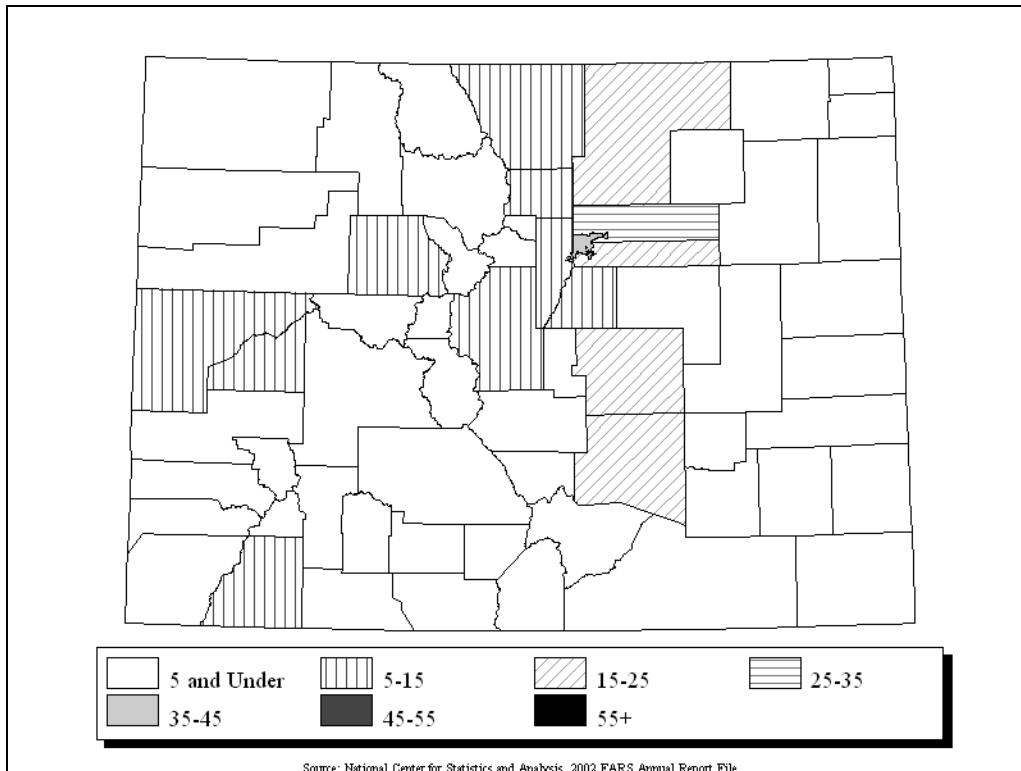 5 and Under 5-15 15-25 25-35
35-45 45-55 55+
Source: National Center for Statistics and Analysis, 2002 FARS Annual Report File